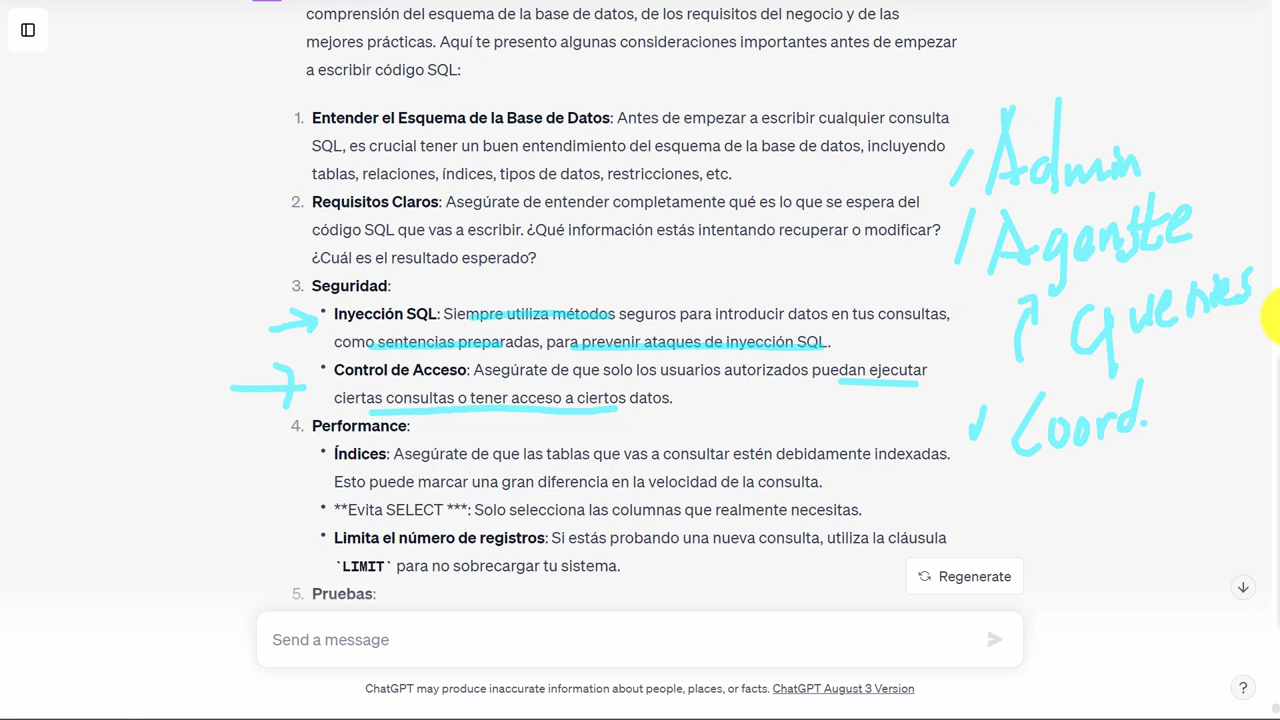 comprensión del esquema de la base de datos, de los requisitos del negocio y de las
mejores prácticas. Aquí te presento algunas consideraciones importantes antes de empezar
a escribir código SQL:
1. Entender el Esquema de la Base de Datos: Antes de empezar a escribir cualquier consulta
SQL, es crucial tener un buen entendimiento del esquema de la base de datos, incluyendo
tablas, relaciones, índices, tipos de datos, restricciones, etc.
2. Requisitos Claros: Asegúrate de entender completamente qué es lo que se espera del
código SQL que vas a escribir. ¿Qué información estás intentando recuperar o modificar?
¿Cuál es el resultado esperado?
3. Seguridad:
• Inyección SQL: Siempre utiliza métodos seguros para introducir datos en tus consultas,
como sentencias preparadas, para prevenir ataques de inyección SQL.
• Control de Acceso: Asegúrate de que solo los usuarios autorizados puedan ejecutar
ciertas consultas o tener acceso a ciertos datos.
4. Performance:
• Índices: Asegúrate de que las tablas que vas a consultar estén debidamente indexadas.
Esto puede marcar una gran diferencia en la velocidad de la consulta.
• **Evita SELECT ***: Solo selecciona las columnas que realmente necesitas.
• Limita el número de registros: Si estás probando una nueva consulta, utiliza la cláusula
`LIMIT` para no sobrecargar tu sistema.
5. Pruebas:
Admin
Agentte
Queries
Coord.
Regenerate
Send a message
ChatGPT may produce inaccurate information about people, places, or facts. ChatGPT August 3 Version
?